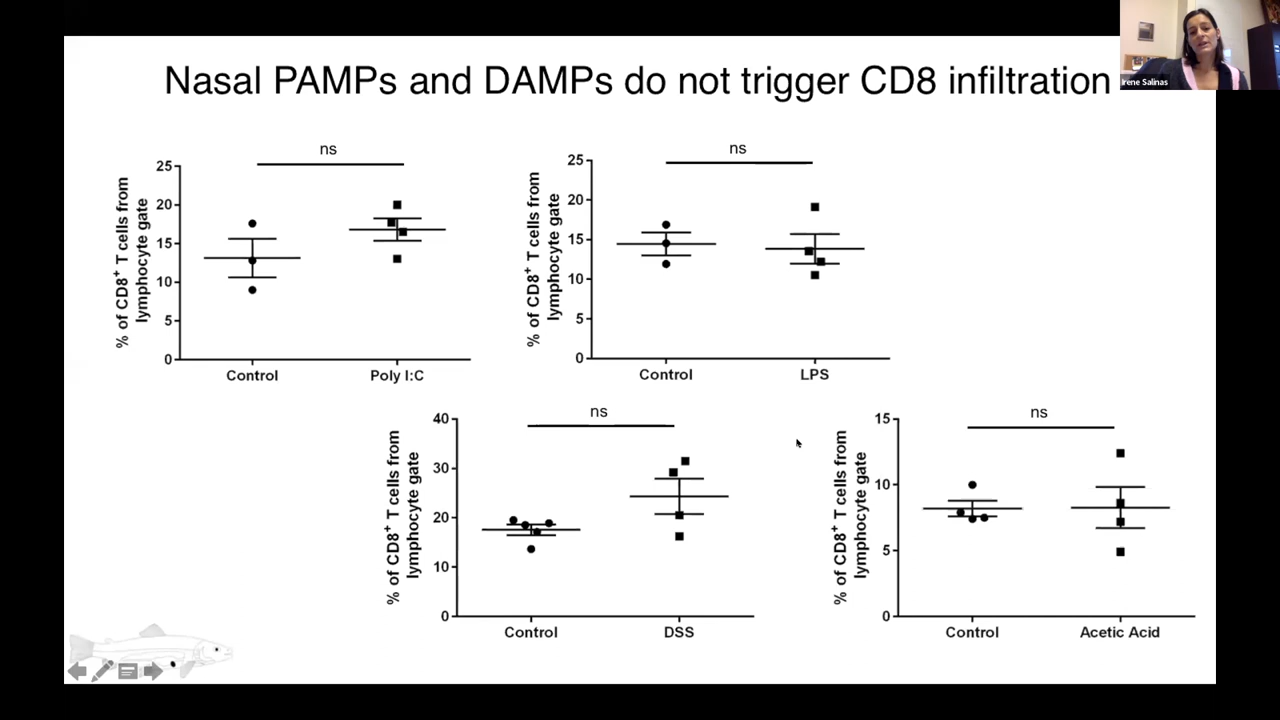 Nasal PAMPs and DAMPs do not trigger CD8 infiltration
Irene Salinas
ns
25
20
15
10
5
0
% of CD8+ T cells from
lymphocyte gate
Control
Poly I:C
ns
25
20
15
10
5
0
% of CD8+ T cells from
lymphocyte gate
Control
LPS
ns
40
30
20
10
0
% of CD8+ T cells from
lymphocyte gate
Control
DSS
ns
15
10
5
0
% of CD8+ T cells from
lymphocyte gate
Control
Acetic Acid